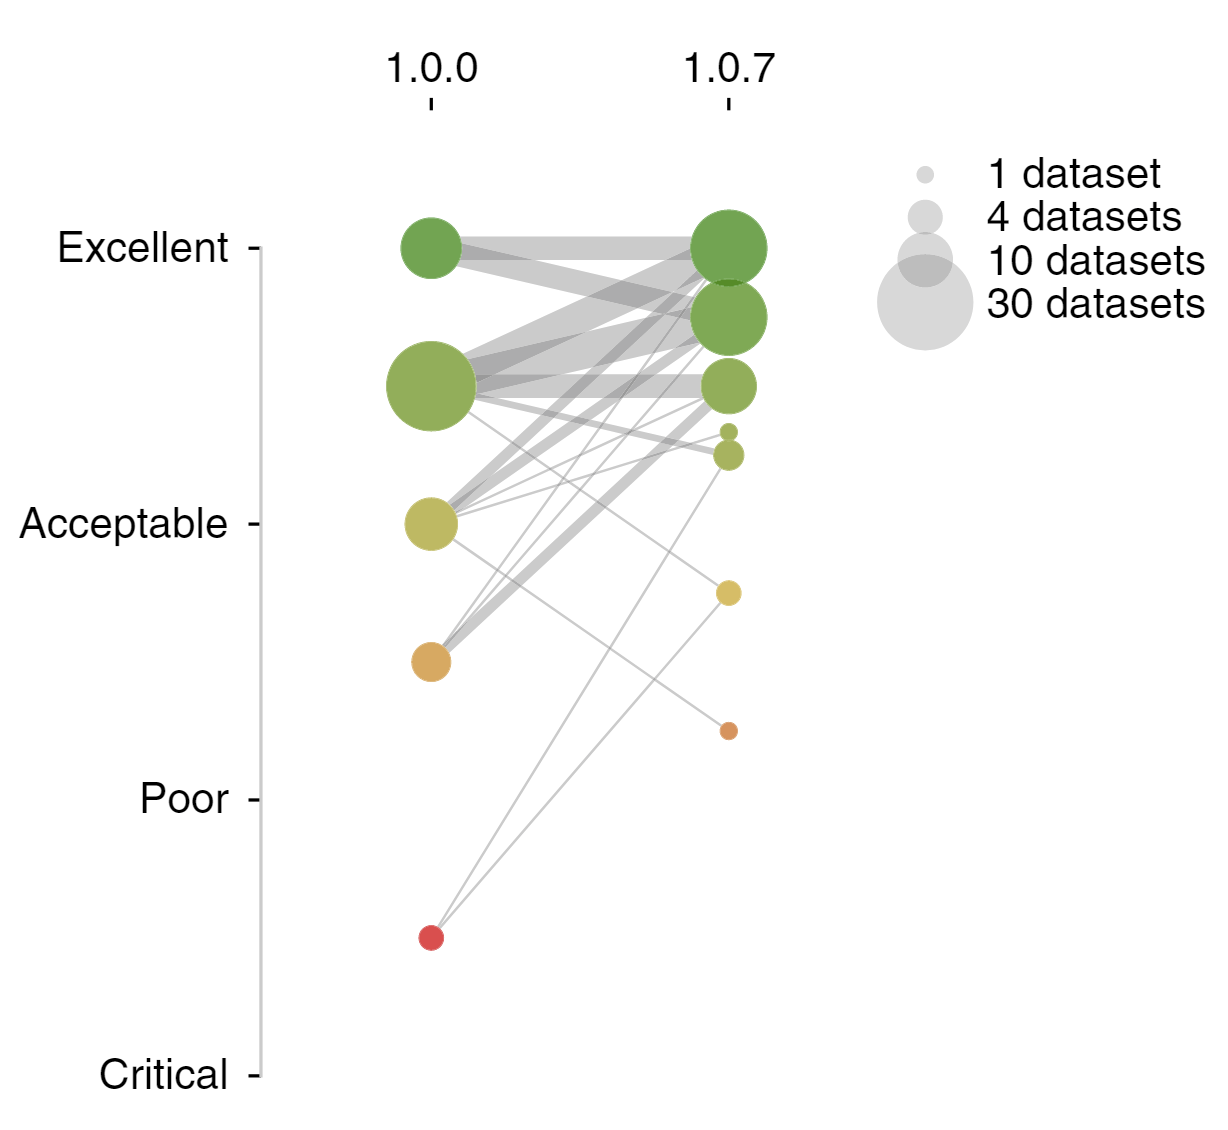 1.0.0
1.0.7
1 dataset
4 datasets
10 datasets
30 datasets
Excellent
Acceptable
Poor
Critical